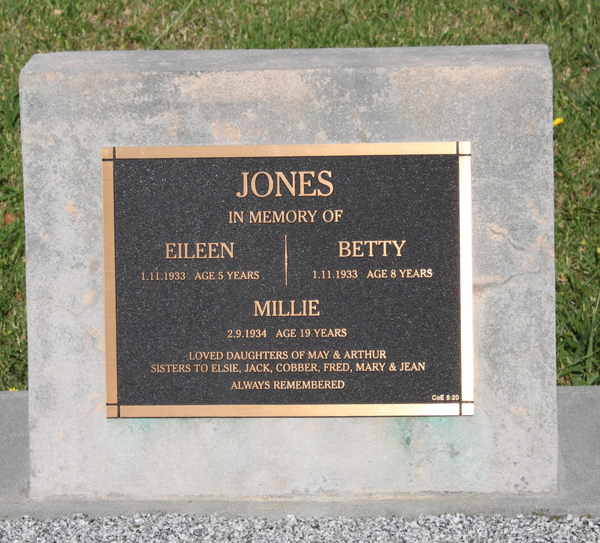 JONES
IN MEMORY OF
EILEEN BETTY
1.11.1933 AGE 5 YEARS 1.11.1933 AGE 8 YEARS
MILLIE
2.9.1934 AGE 19 YEARS
LOVED DAUGHTERS OF MAY & ARTHUR
SISTERS TO ELSIE, JACK, COBBER, FRED, MARY & JEAN
ALWAYS REMEMBERED
CoE 5:20